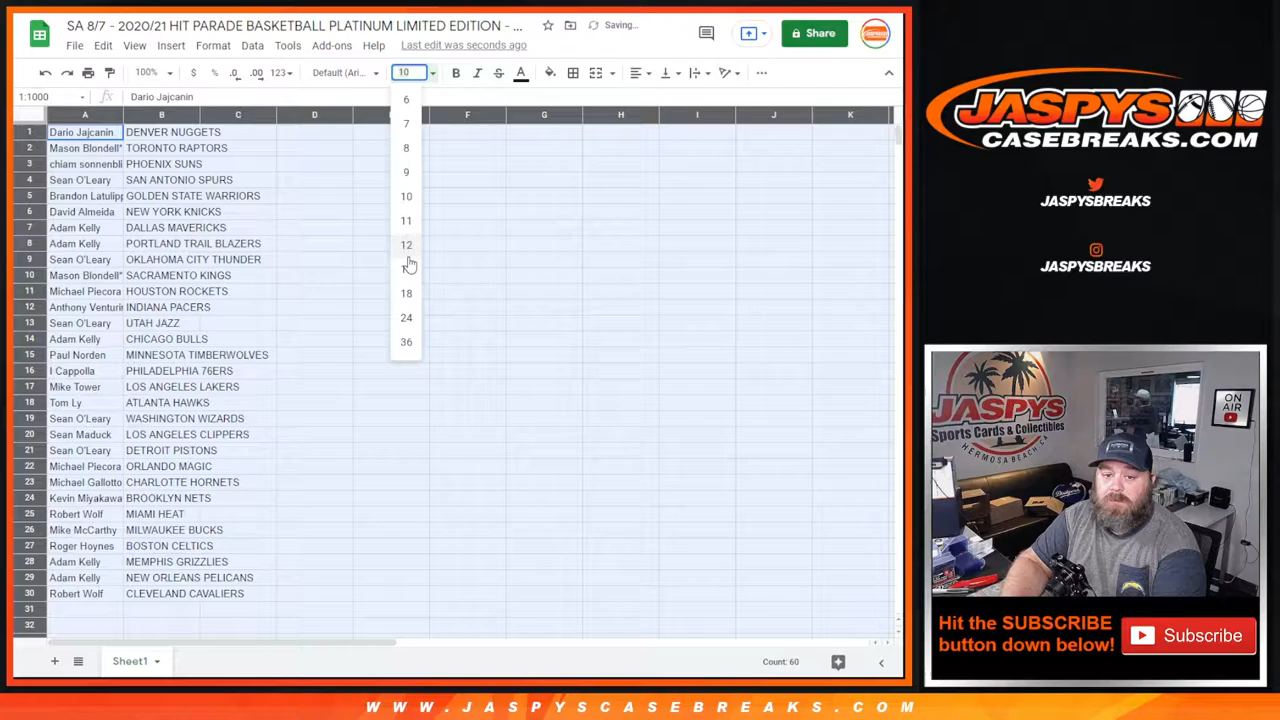 SA 8/7 - 2020/21 HIT PARADE BASKETBALL PLATINUM LIMITED EDITION - ...
Saving...
File Edit View Insert Format Data Tools Add-ons Help Last edit was seconds ago
Share
100% $ % .0 .00 123 Default (Ari... 10 B I S A
1:1000 fx Dario Jajcanin
A B C D F G H I J K
1 Dario Jajcanin DENVER NUGGETS
2 Mason Blondell* TORONTO RAPTORS
3 chiam sonnenbli PHOENIX SUNS
4 Sean O'Leary SAN ANTONIO SPURS
5 Brandon Latulipp GOLDEN STATE WARRIORS
6 David Almeida NEW YORK KNICKS
7 Adam Kelly DALLAS MAVERICKS
8 Adam Kelly PORTLAND TRAIL BLAZERS
9 Sean O'Leary OKLAHOMA CITY THUNDER
10 Mason Blondell* SACRAMENTO KINGS
11 Michael Piecora HOUSTON ROCKETS
12 Anthony Venturi INDIANA PACERS
13 Sean O'Leary UTAH JAZZ
14 Adam Kelly CHICAGO BULLS
15 Paul Norden MINNESOTA TIMBERWOLVES
16 I Cappolla PHILADELPHIA 76ERS
17 Mike Tower LOS ANGELES LAKERS
18 Tom Ly ATLANTA HAWKS
19 Sean O'Leary WASHINGTON WIZARDS
20 Sean Maduck LOS ANGELES CLIPPERS
21 Sean O'Leary DETROIT PISTONS
22 Michael Piecora ORLANDO MAGIC
23 Michael Gallotto CHARLOTTE HORNETS
24 Kevin Miyakawa BROOKLYN NETS
25 Robert Wolf MIAMI HEAT
26 Mike McCarthy MILWAUKEE BUCKS
27 Roger Hoynes BOSTON CELTICS
28 Adam Kelly MEMPHIS GRIZZLIES
29 Adam Kelly NEW ORLEANS PELICANS
30 Robert Wolf CLEVELAND CAVALIERS
31
32
6
7
8
9
10
11
12
18
24
36
Sheet1
Count: 60
JASPYS
CASEBREAKS.COM
JASPYSBREAKS
JASPYSBREAKS
JASPYS
Sports Cards & Collectibles
HERMOSA BEACH CA
ON
AIR
Dodgers
Hit the SUBSCRIBE
button down below!
Subscribe
WWW.JASPYSCASEBREAKS.COM